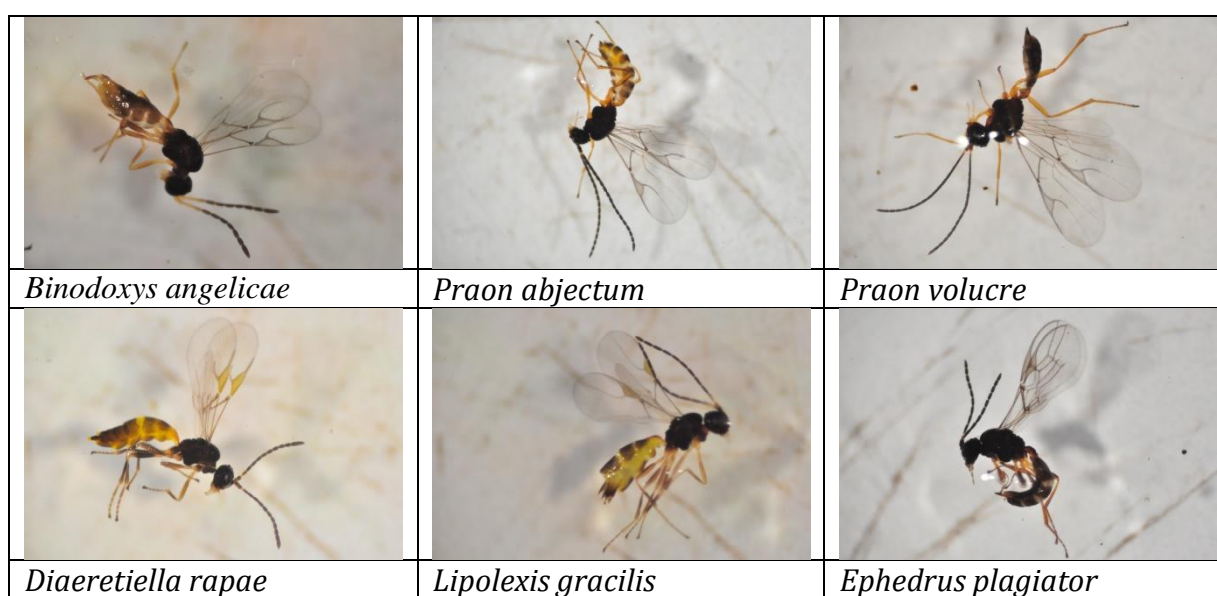 Binodoxys angelicae
Praon abjectum
Praon volucre
Diaeretiella rapae
Lipolexis gracilis
Ephedrus plagiator